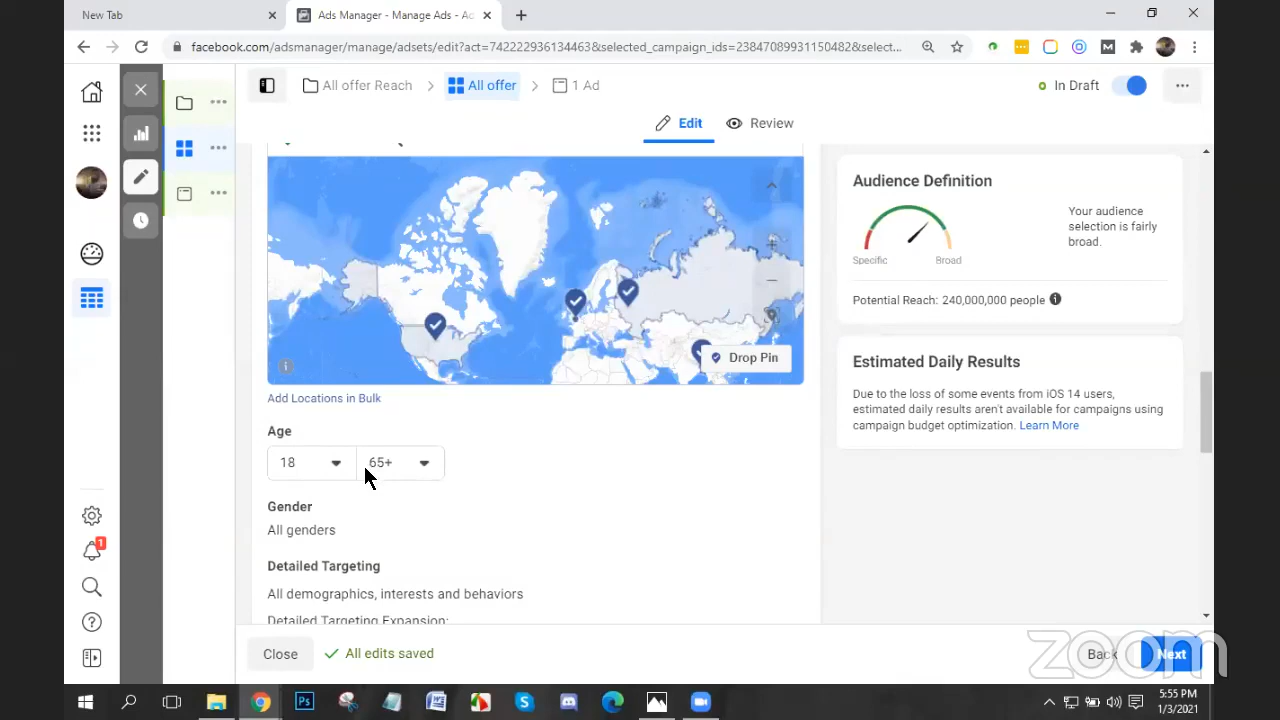 New Tab
Ads Manager - Manage Ads - Ac
facebook.com/adsmanager/manage/adsets/edit?act=742222936134463&selected_campaign_ids=23847089931150482&select...
All offer Reach
All offer
1 Ad
In Draft
Edit
Review
Drop Pin
Add Locations in Bulk
Age
18
65+
Gender
All genders
Detailed Targeting
All demographics, interests and behaviors
Detailed Targeting Expansion:
Audience Definition
Specific
Broad
Your audience
selection is fairly
broad.
Potential Reach: 240,000,000 people
Estimated Daily Results
Due to the loss of some events from iOS 14 users,
estimated daily results aren't available for campaigns using
campaign budget optimization. Learn More
1
Close
All edits saved
Back
Next
zoom
5:55 PM
1/3/2021